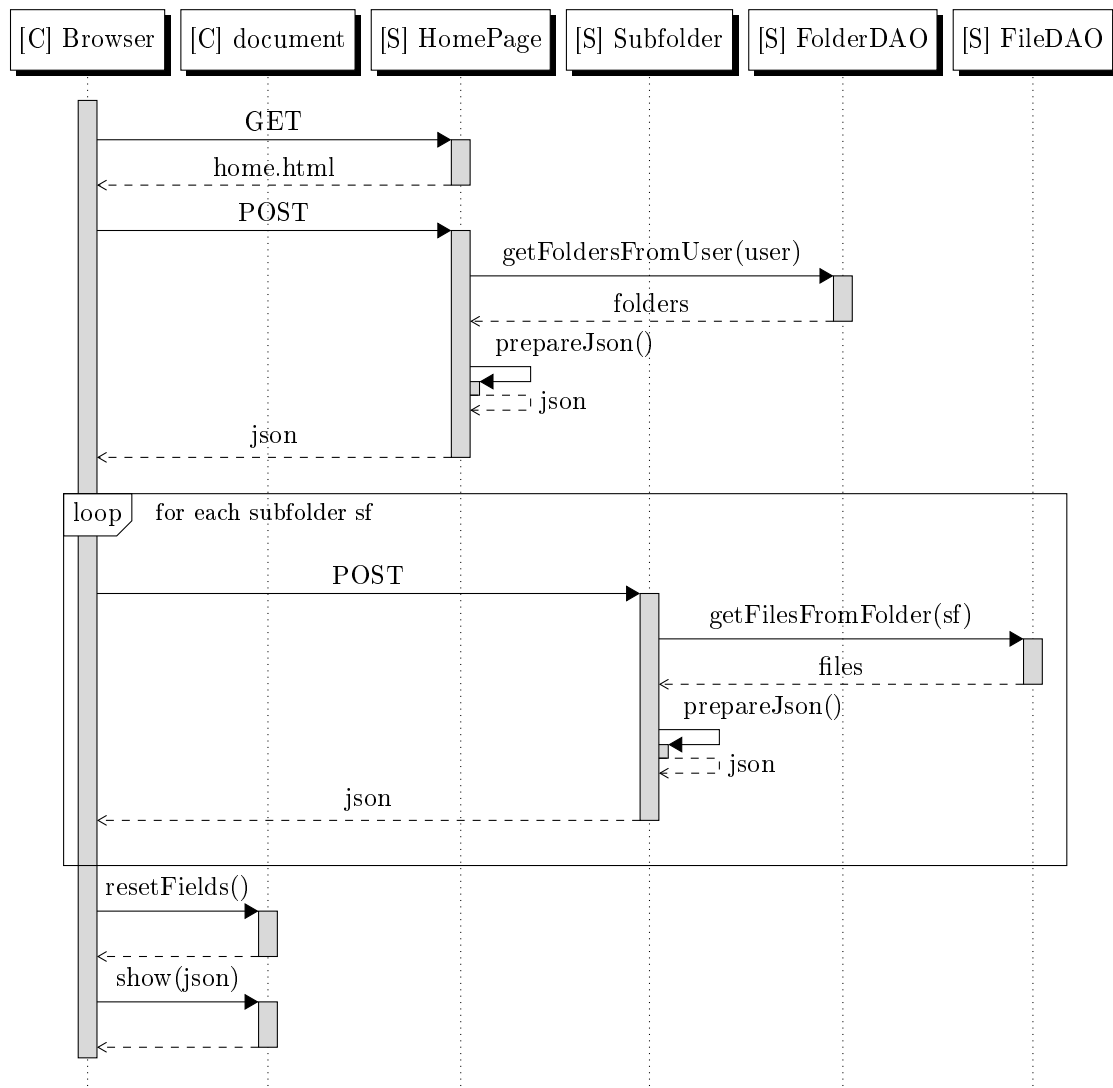 [C] Browser
[C] document
[S] HomePage
[S] Subfolder
[S] FolderDAO
[S] FileDAO
GET
home.html
POST
getFoldersFromUser(user)
folders
prepareJson()
json
json
loop
for each subfolder sf
POST
getFilesFromFolder(sf)
files
prepareJson()
json
json
resetFields()
show(json)